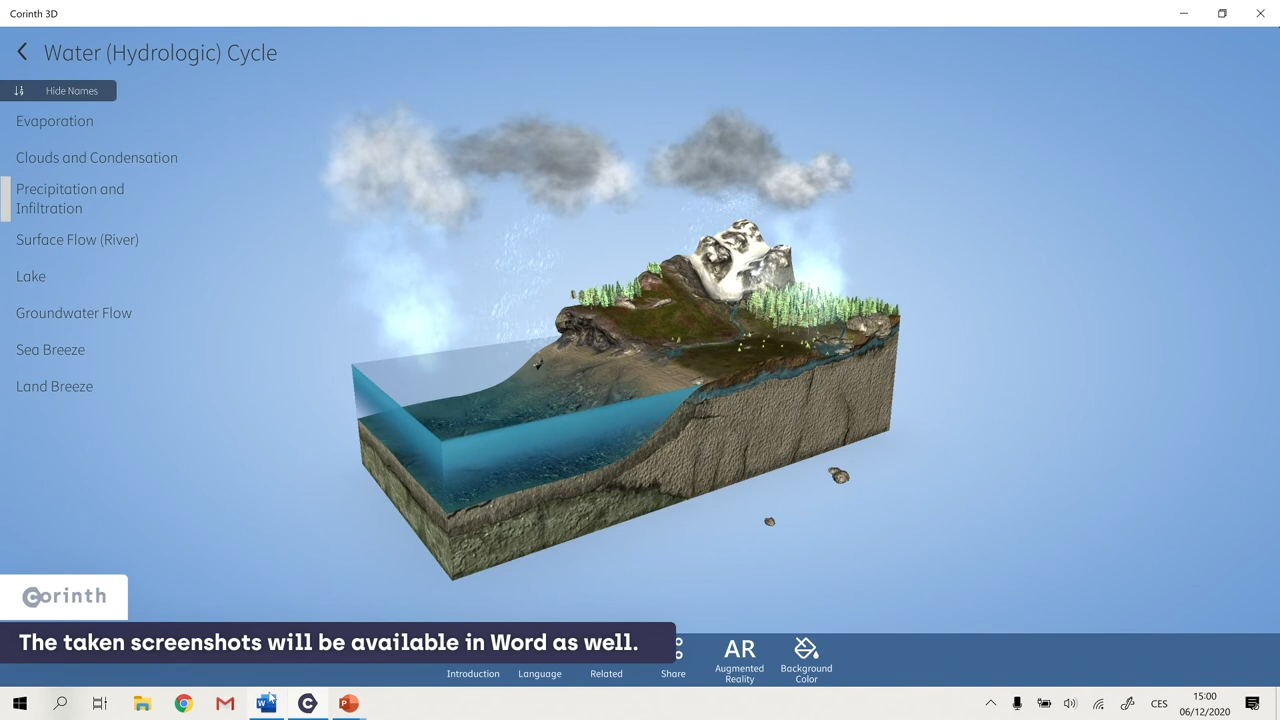 Corinth 3D
Water (Hydrologic) Cycle
Hide Names
Evaporation
Clouds and Condensation
Precipitation and
Infiltration
Surface Flow (River)
Lake
Groundwater Flow
Sea Breeze
Land Breeze
corinth
The taken screenshots will be available in Word as well.
Introduction
Language
Related
Share
AR
Augmented
Reality
Background
Color
CES
15:00
06/12/2020